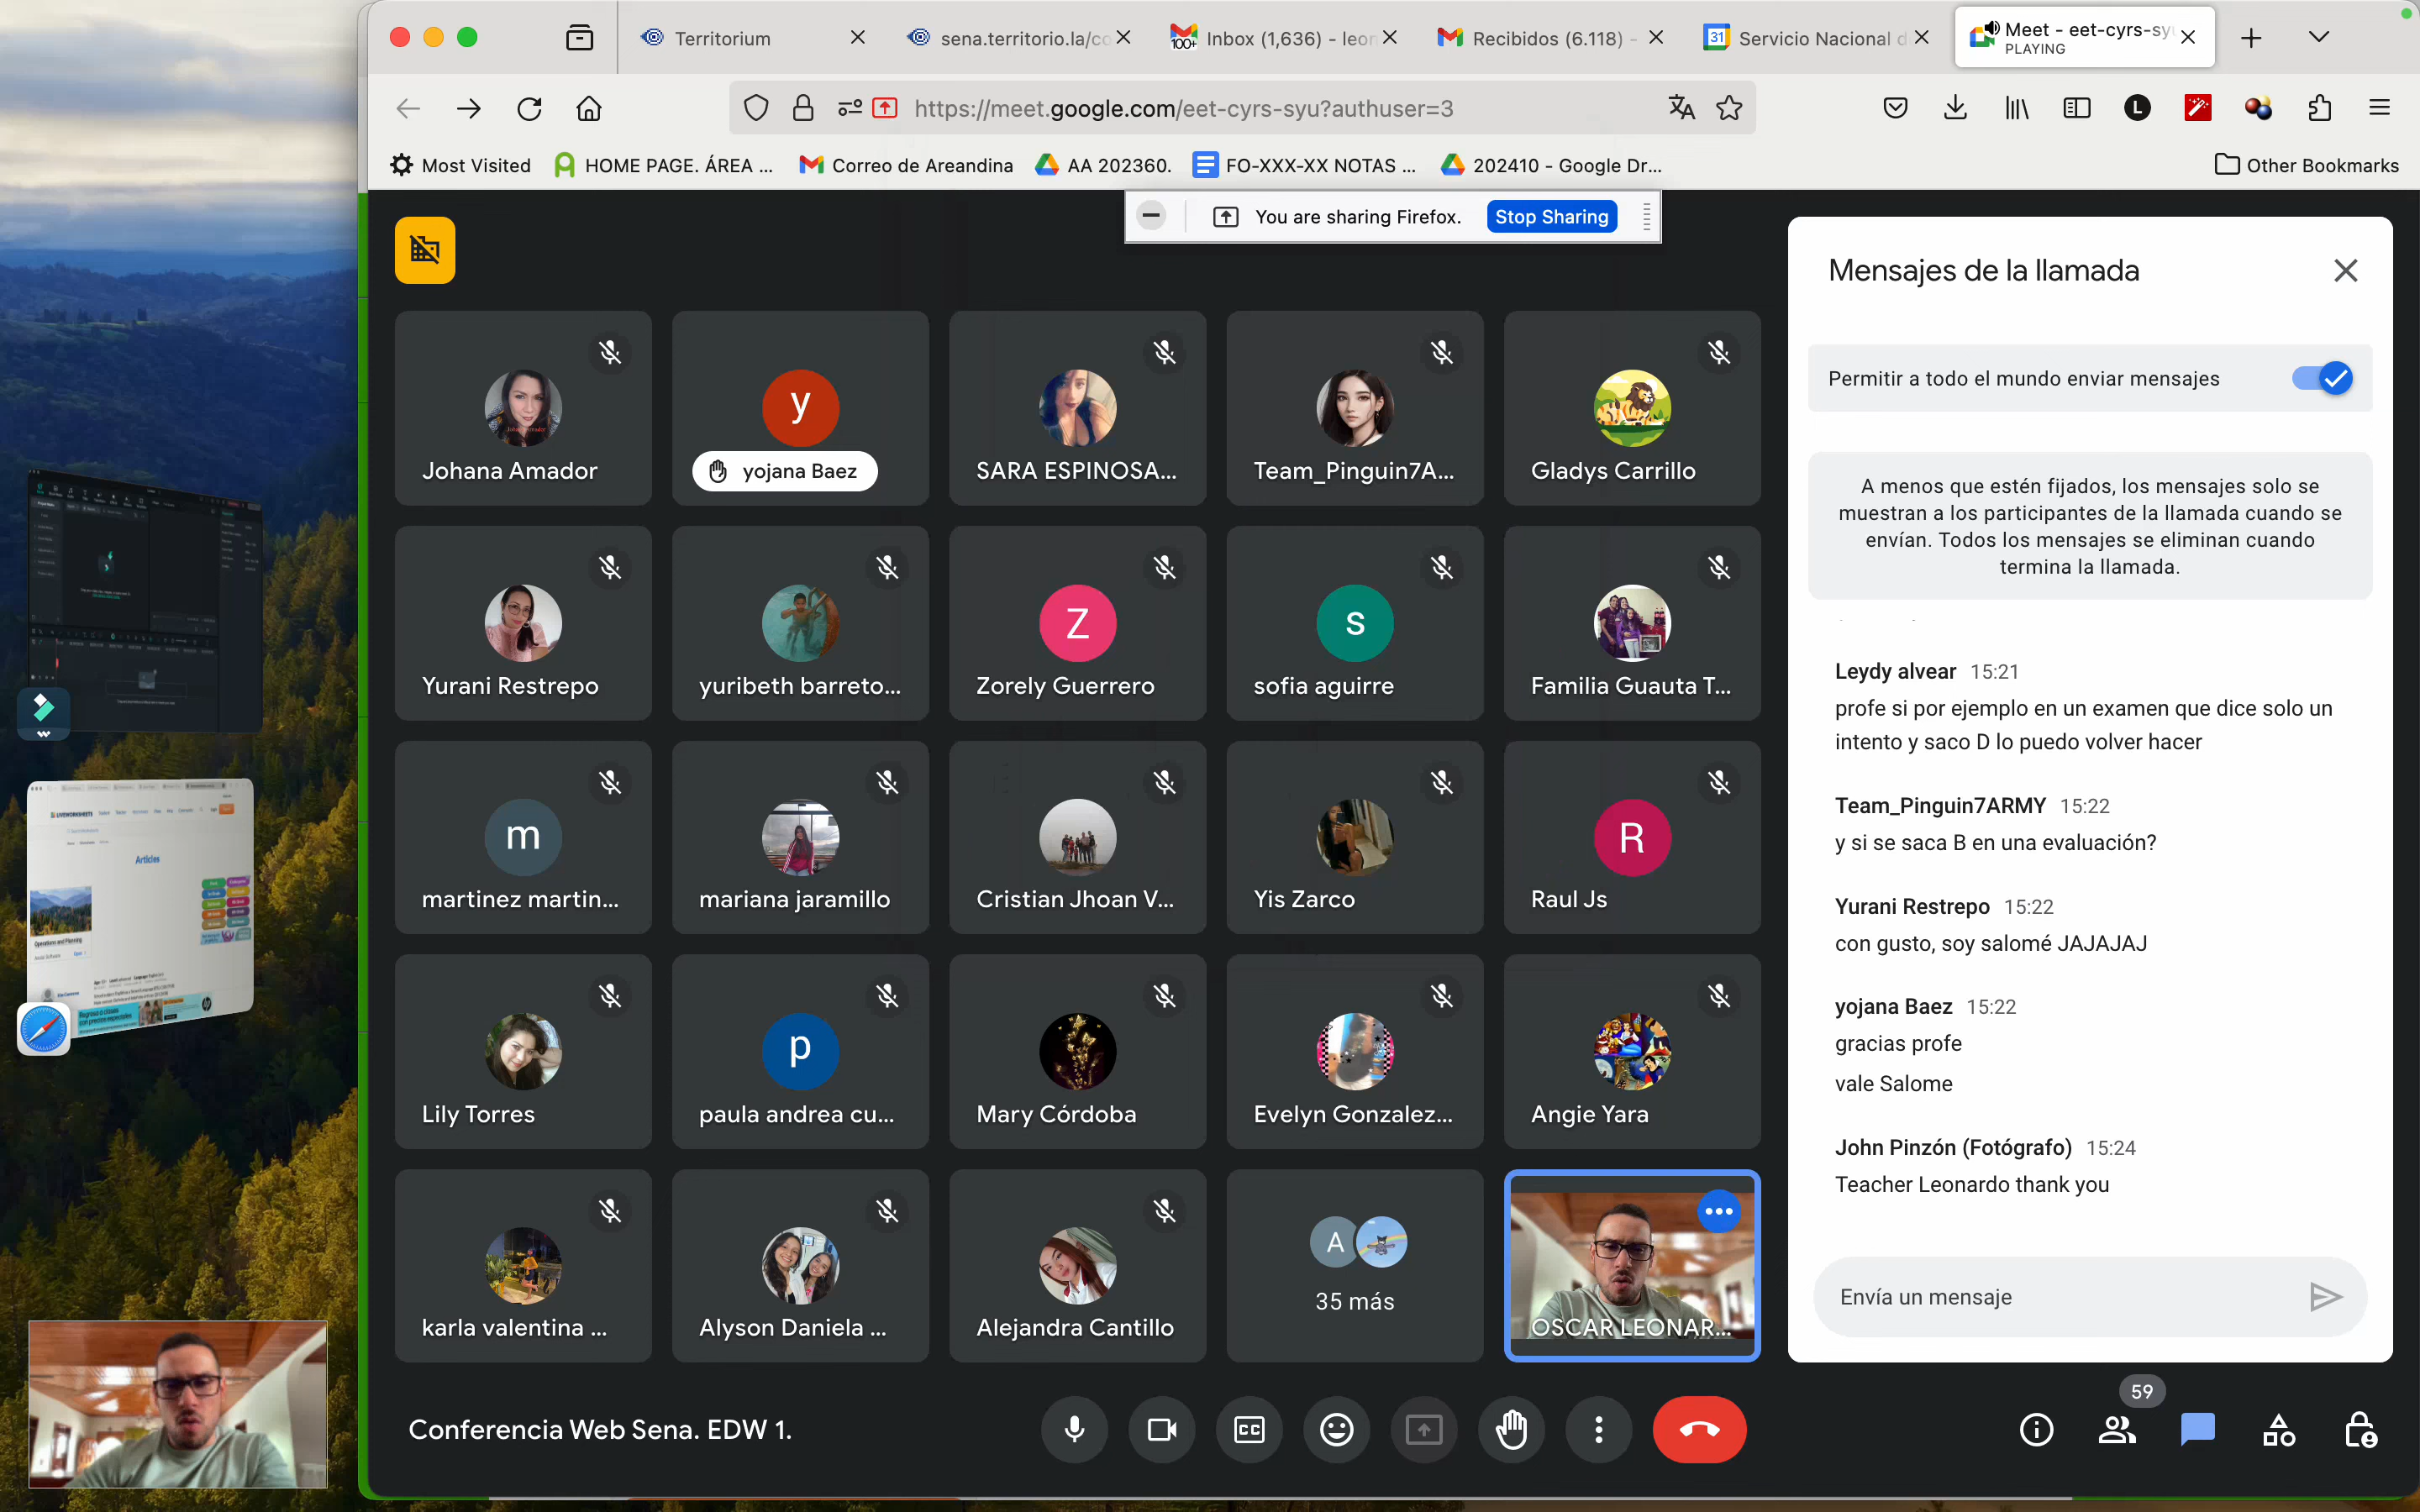 Territorium
sena.territorio.la/co
Inbox (1,636) - leon
Recibidos (6.118) -
Servicio Nacional d
Meet - eet-cyrs-sy
PLAYING
https://meet.google.com/eet-cyrs-syu?authuser=3
Most Visited
HOME PAGE. ÁREA ...
Correo de Areandina
AA 202360.
FO-XXX-XX NOTAS ...
202410 - Google Dr...
Other Bookmarks
You are sharing Firefox.
Stop Sharing
Johana Amador
y
yojana Baez
SARA ESPINOSA...
Team_Pinguin7A...
Gladys Carrillo
Yurani Restrepo
yuribeth barreto...
Z
Zorely Guerrero
s
sofia aguirre
Familia Guauta T...
m
martinez martin...
mariana jaramillo
Cristian Jhoan V...
Yis Zarco
R
Raul Js
Lily Torres
p
paula andrea cu...
Mary Córdoba
Evelyn Gonzalez...
Angie Yara
karla valentina ...
Alyson Daniela ...
Alejandra Cantillo
A
35 más
OSCAR LEONAR...
Mensajes de la llamada
Permitir a todo el mundo enviar mensajes
A menos que estén fijados, los mensajes solo se
muestran a los participantes de la llamada cuando se
envían. Todos los mensajes se eliminan cuando
termina la llamada.
Leydy alvear 15:21
profe si por ejemplo en un examen que dice solo un
intento y saco D lo puedo volver hacer
Team_Pinguin7ARMY 15:22
y si se saca B en una evaluación?
Yurani Restrepo 15:22
con gusto, soy salomé JAJAJAJ
yojana Baez 15:22
gracias profe
vale Salome
John Pinzón (Fotógrafo) 15:24
Teacher Leonardo thank you
Envía un mensaje
Conferencia Web Sena. EDW 1.
CC
59
LIVEWORKSHEETS
Articles
Operations and Planning
100+
31
L